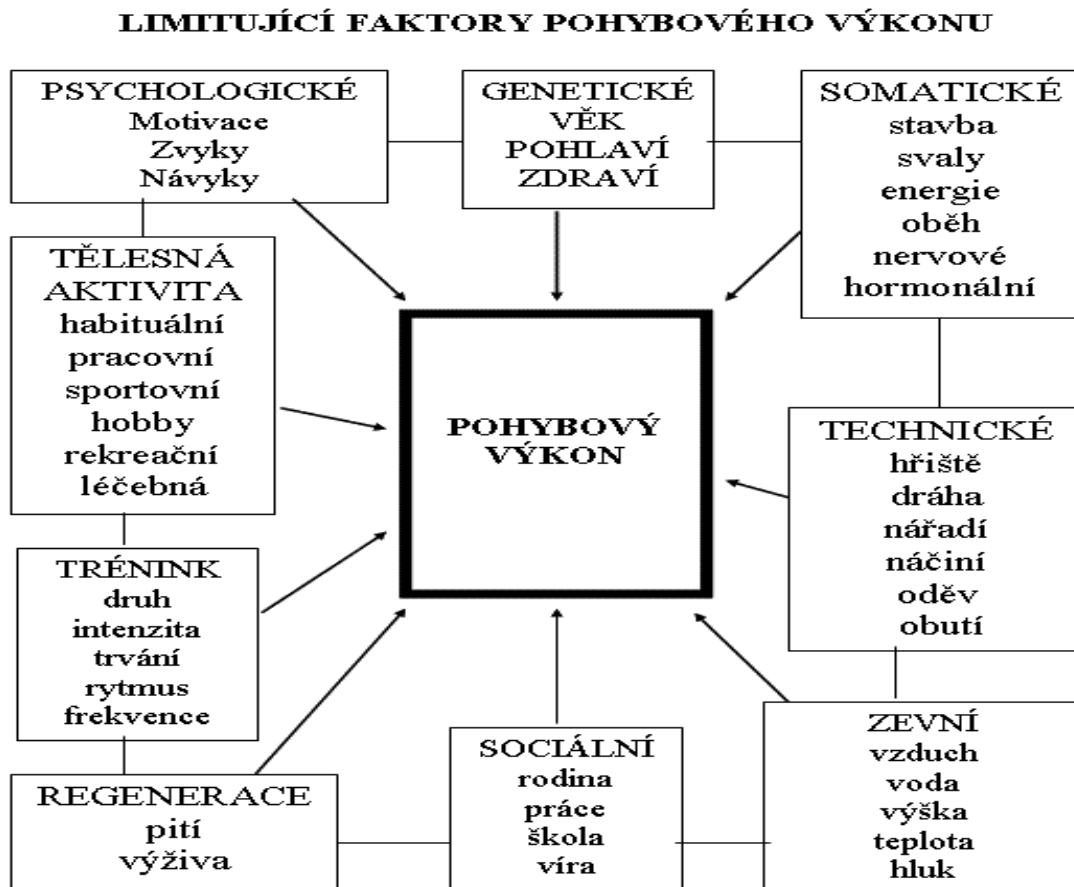 LIMITUJÍCÍ FAKTORY POHYBOVÉHO VÝKONU
PSYCHOLOGICKÉ
Motivace
Zvyky
Návyky
GENETICKÉ
VĚK
POHLAVÍ
ZDRAVÍ
SOMATICKÉ
stavba
svaly
energie
oběh
nervové
hormonální
TĚLESNÁ
AKTIVITA
habituální
pracovní
sportovní
hobby
rekreační
léčebná
POHYBOVÝ
VÝKON
TECHNICKÉ
hřiště
dráha
nářadí
náčiní
oděv
obutí
TRÉNINK
druh
intenzita
trvání
rytmus
frekvence
REGENERACE
pití
výživa
SOCIÁLNÍ
rodina
práce
škola
víra
ZEVNÍ
vzduch
voda
výška
teplota
hluk